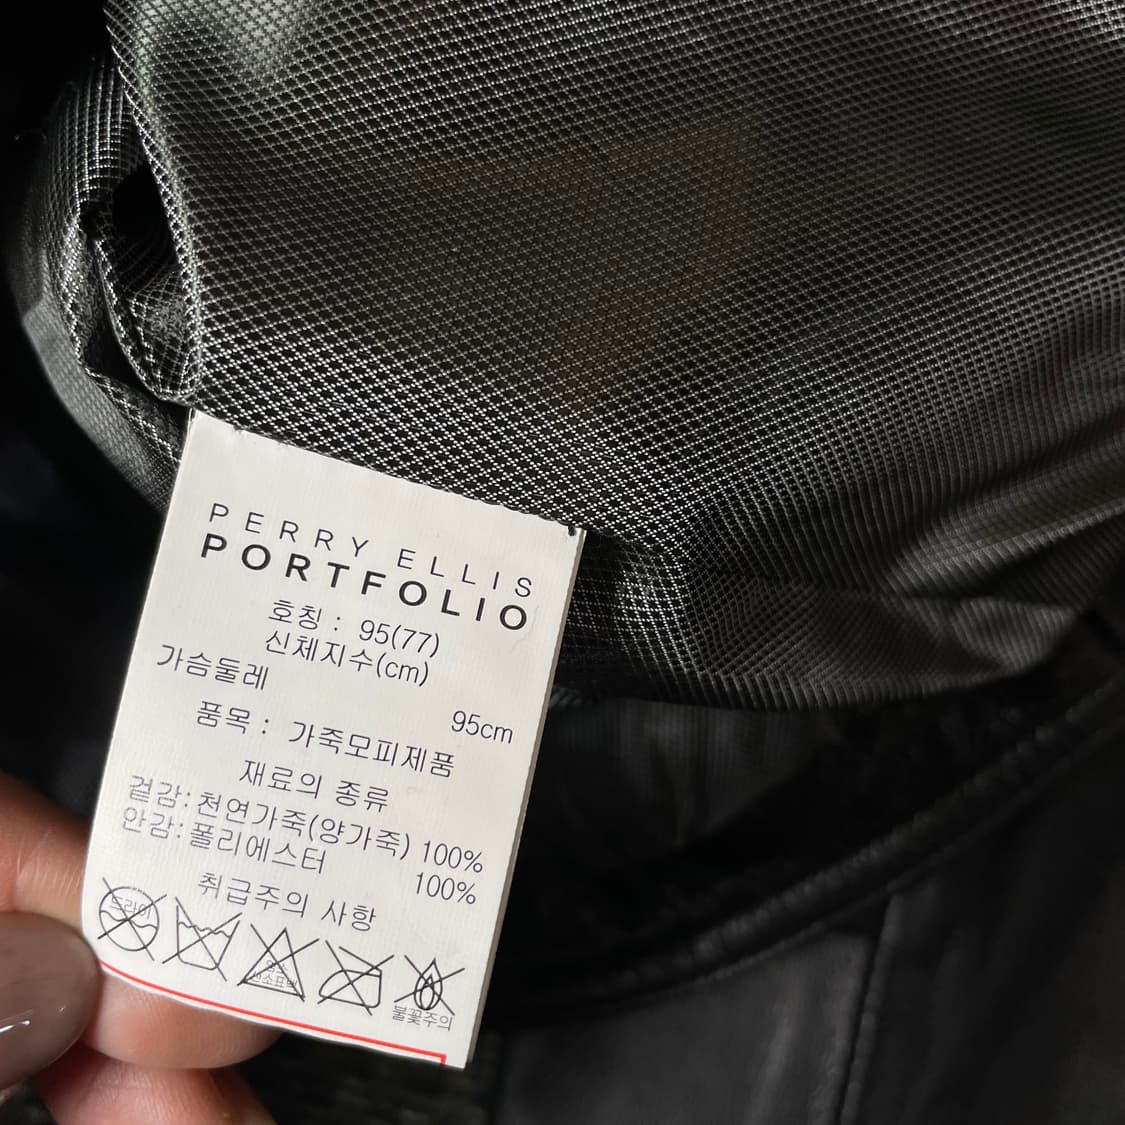 PERRY ELLIS
PORTFOLIO
호칭 : 95(77)
신체지수(cm)
가슴둘레 95cm
품목 : 가죽모피제품
재료의 종류
겉감: 천연가죽(양가죽) 100%
안감: 폴리에스터 100%
취급주의 사항
드라이
불꽃주의